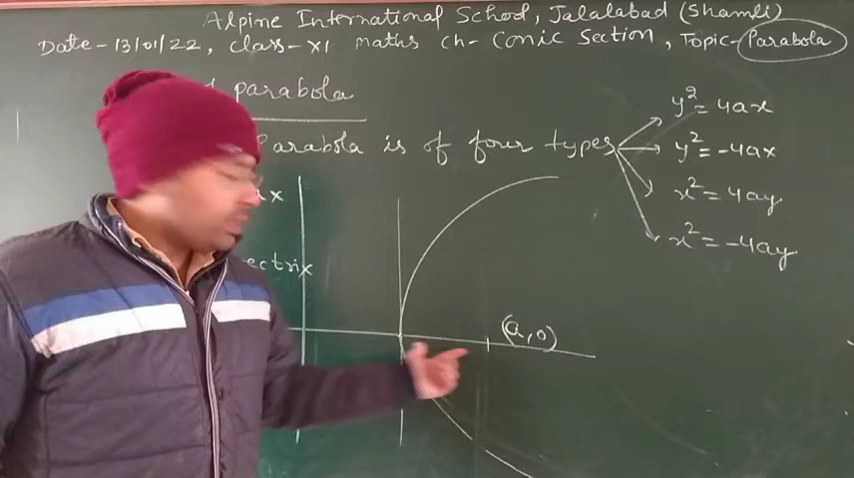 Alpine International School, Jalalabad (Shamli)
Date-13/01/22, class-XI maths ch- Conic Section, Topic-Parabola
parabola
Parabola is of four types
y²=4ax
y²=-4ax
x²=4ay
x²=-4ay
ix
ectrix
(a,0)